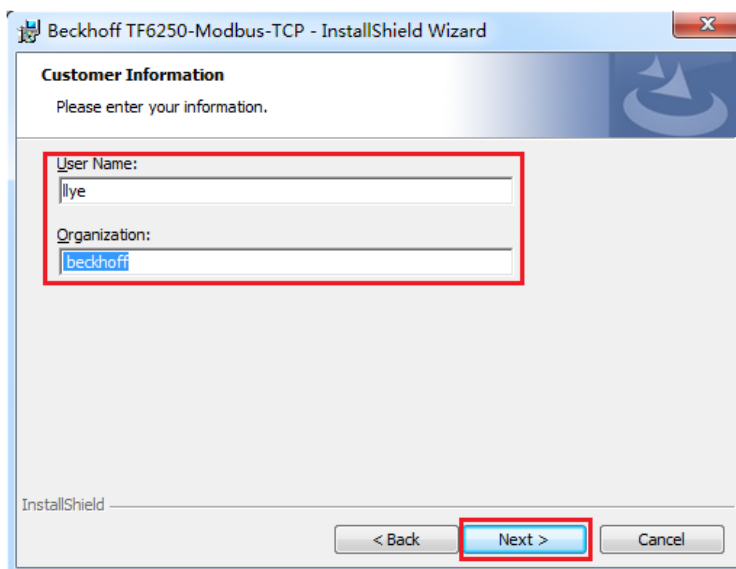 Beckhoff TF6250-Modbus-TCP - InstallShield Wizard
Customer Information
Please enter your information.
User Name:
llye
Organization:
beckhoff
InstallShield
< Back Next > Cancel